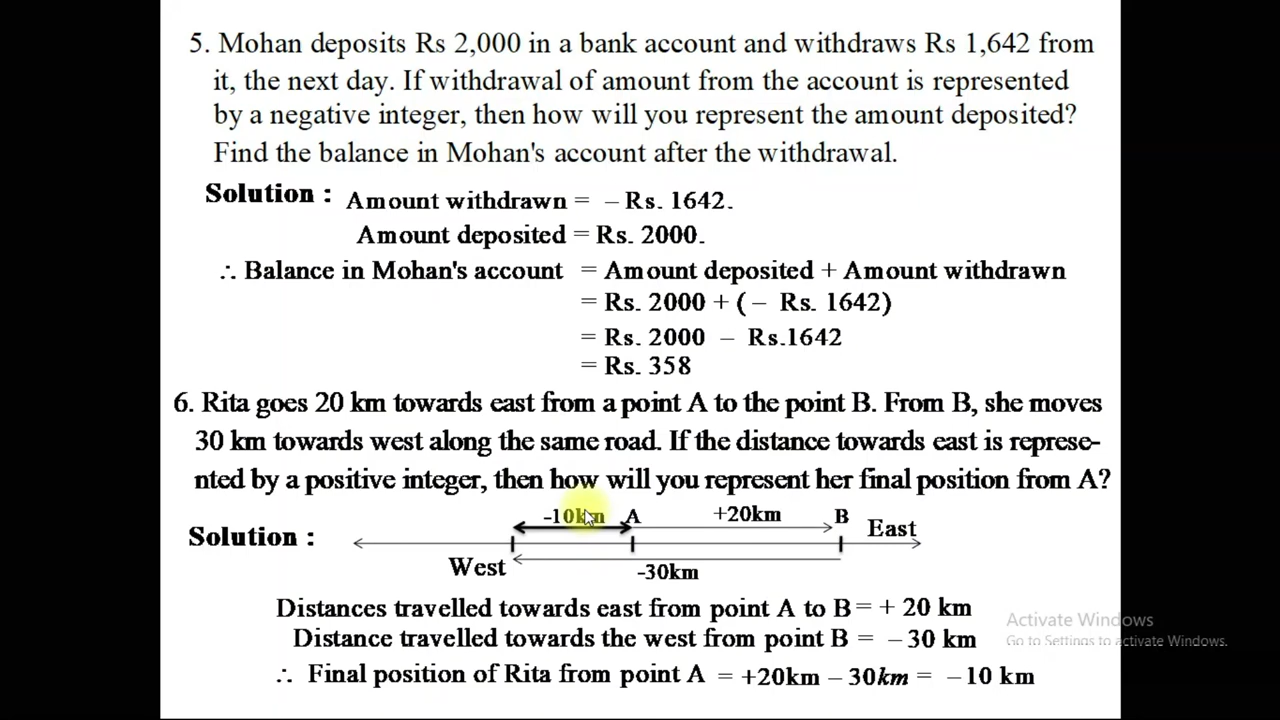 5. Mohan deposits Rs 2,000 in a bank account and withdraws Rs 1,642 from
it, the next day. If withdrawal of amount from the account is represented
by a negative integer, then how will you represent the amount deposited?
Find the balance in Mohan's account after the withdrawal.
Solution : Amount withdrawn = – Rs. 1642.
Amount deposited = Rs. 2000.
∴ Balance in Mohan's account = Amount deposited + Amount withdrawn
= Rs. 2000 + (– Rs. 1642)
= Rs. 2000 – Rs.1642
= Rs. 358
6. Rita goes 20 km towards east from a point A to the point B. From B, she moves
30 km towards west along the same road. If the distance towards east is represe-
nted by a positive integer, then how will you represent her final position from A?
-10km A +20km B East
Solution :
West -30km
Distances travelled towards east from point A to B = + 20 km
Distance travelled towards the west from point B = – 30 km
∴ Final position of Rita from point A = +20km – 30km = –10 km
Activate Windows
Go to Settings to activate Windows.